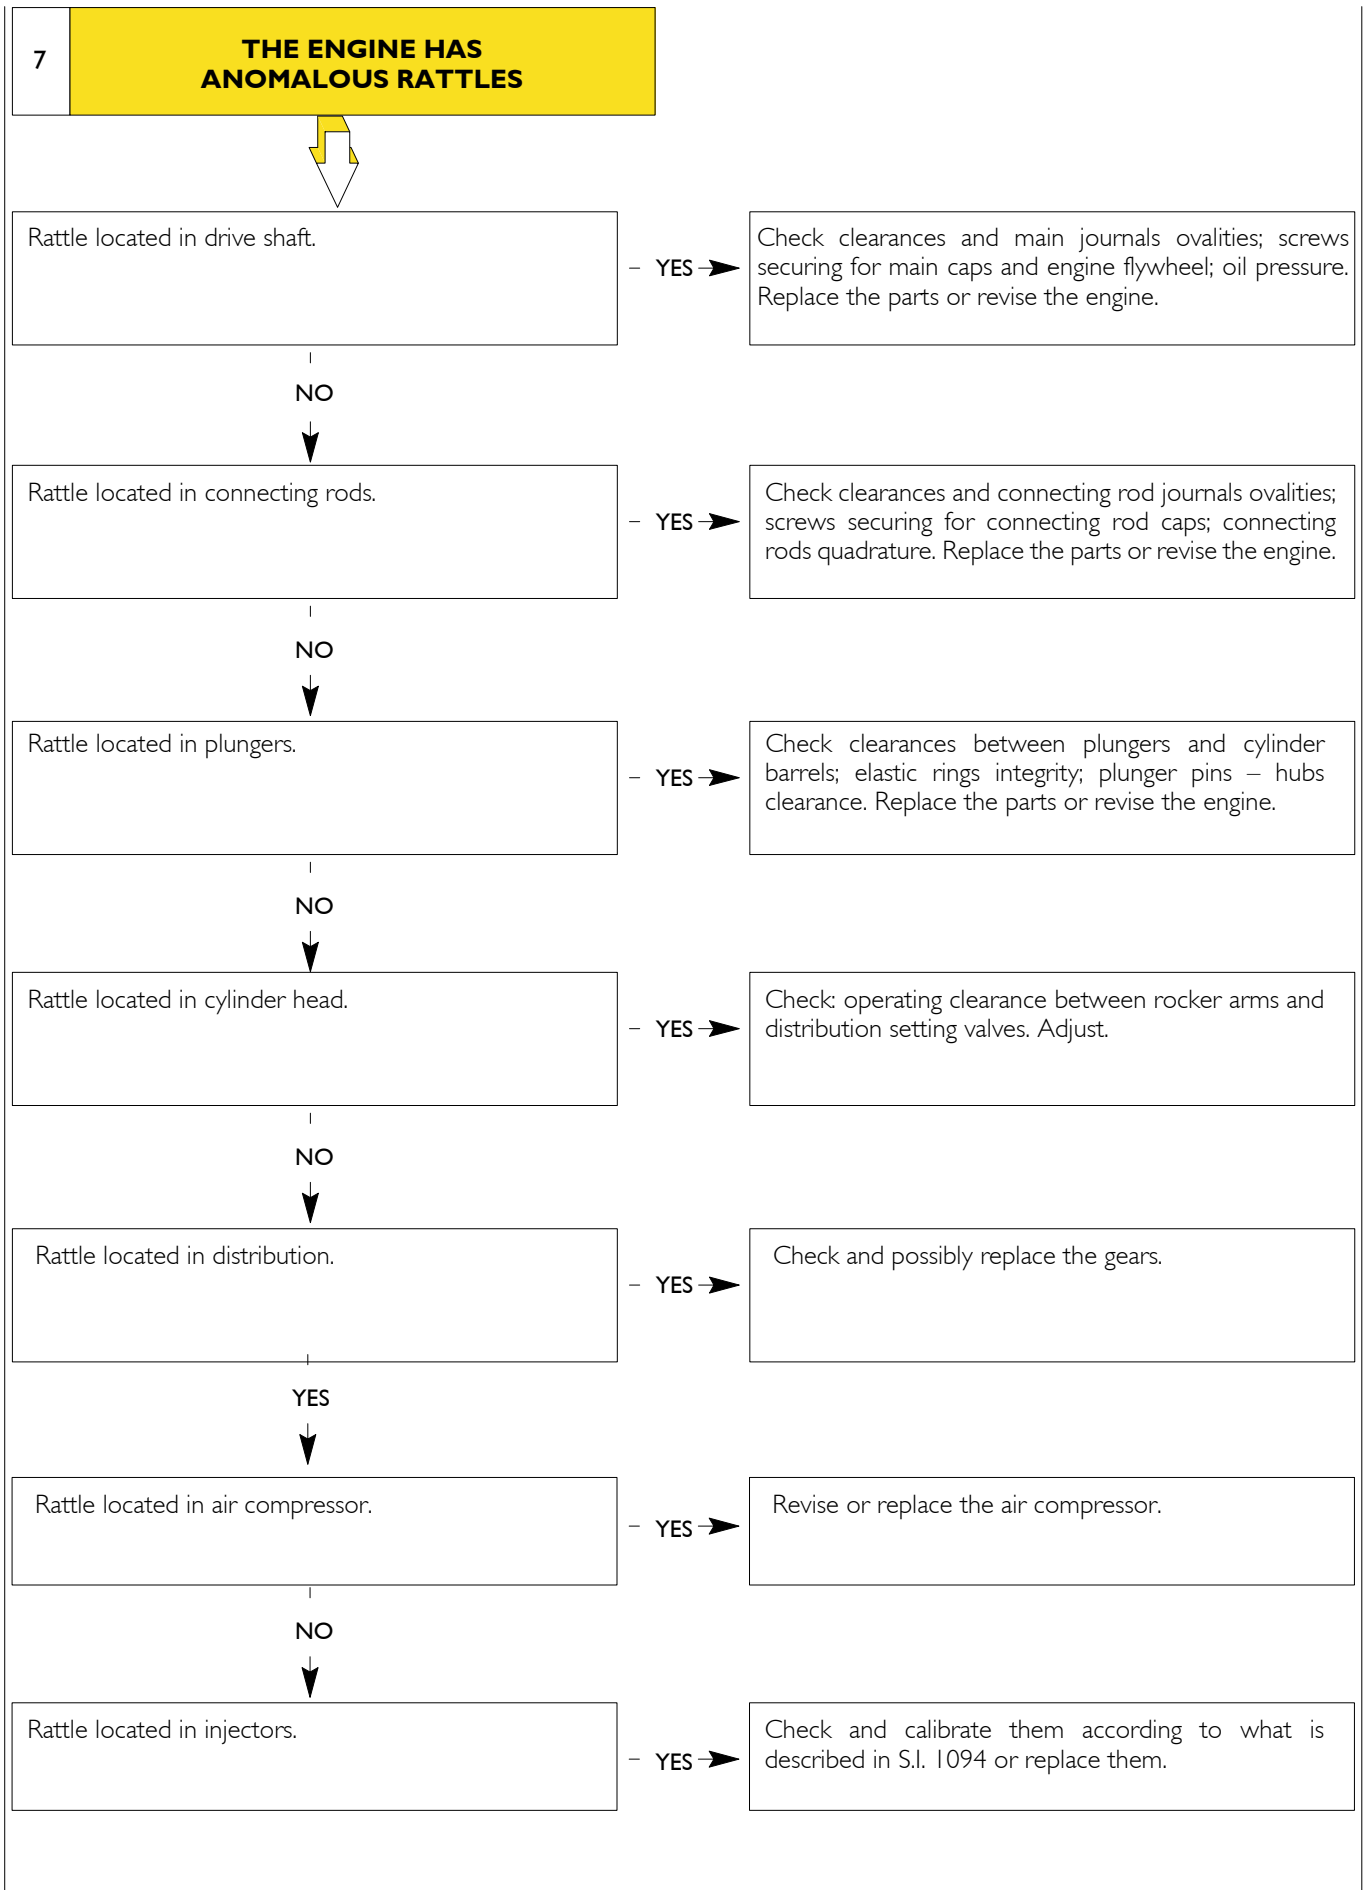 7
THE ENGINE HAS
ANOMALOUS RATTLES
Rattle located in drive shaft.
YES
Check clearances and main journals ovalities; screws
securing for main caps and engine flywheel; oil pressure.
Replace the parts or revise the engine.
NO
Rattle located in connecting rods.
YES
Check clearances and connecting rod journals ovalities;
screws securing for connecting rod caps; connecting
rods quadrature. Replace the parts or revise the engine.
NO
Rattle located in plungers.
YES
Check clearances between plungers and cylinder
barrels; elastic rings integrity; plunger pins – hubs
clearance. Replace the parts or revise the engine.
NO
Rattle located in cylinder head.
YES
Check: operating clearance between rocker arms and
distribution setting valves. Adjust.
NO
Rattle located in distribution.
YES
Check and possibly replace the gears.
YES
Rattle located in air compressor.
YES
Revise or replace the air compressor.
NO
Rattle located in injectors.
YES
Check and calibrate them according to what is
described in S.I. 1094 or replace them.